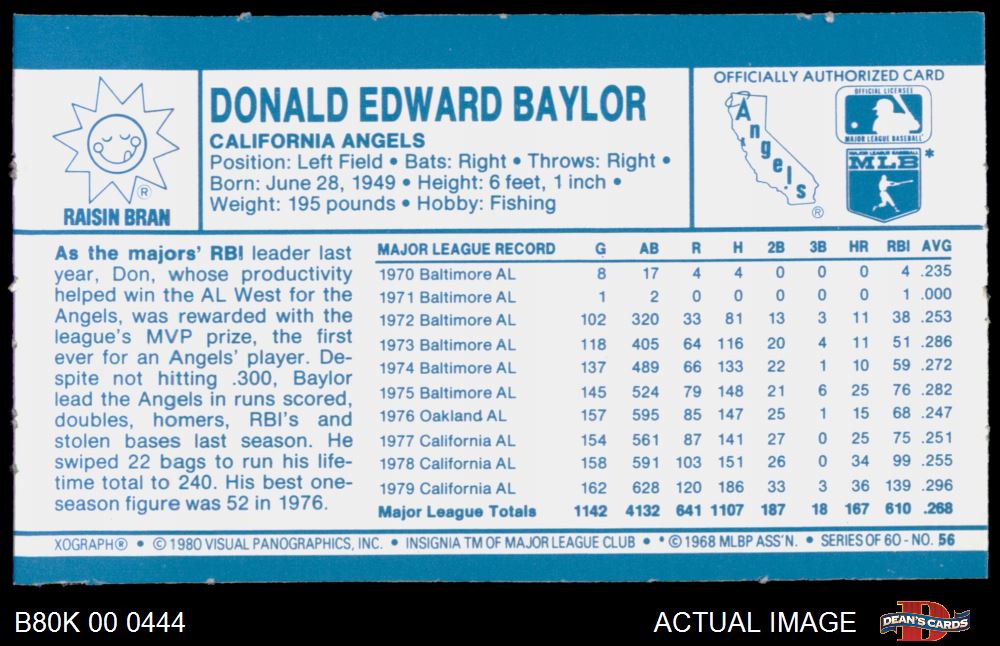 RAISIN BRAN
®
DONALD EDWARD BAYLOR
CALIFORNIA ANGELS
Position: Left Field • Bats: Right • Throws: Right •
Born: June 28, 1949 • Height: 6 feet, 1 inch •
Weight: 195 pounds • Hobby: Fishing
OFFICIALLY AUTHORIZED CARD
Angels
®
OFFICIAL LICENSEE
MAJOR LEAGUE BASEBALL
MAJOR LEAGUE BASEBALL
MLB *
As the majors' RBI leader last
year, Don, whose productivity
helped win the AL West for the
Angels, was rewarded with the
league's MVP prize, the first
ever for an Angels' player. De-
spite not hitting .300, Baylor
lead the Angels in runs scored,
doubles, homers, RBI's and
stolen bases last season. He
swiped 22 bags to run his life-
time total to 240. His best one-
season figure was 52 in 1976.
MAJOR LEAGUE RECORD G AB R H 2B 3B HR RBI AVG
1970 Baltimore AL 8 17 4 4 0 0 0 4 .235
1971 Baltimore AL 1 2 0 0 0 0 0 1 .000
1972 Baltimore AL 102 320 33 81 13 3 11 38 .253
1973 Baltimore AL 118 405 64 116 20 4 11 51 .286
1974 Baltimore AL 137 489 66 133 22 1 10 59 .272
1975 Baltimore AL 145 524 79 148 21 6 25 76 .282
1976 Oakland AL 157 595 85 147 25 1 15 68 .247
1977 California AL 154 561 87 141 27 0 25 75 .251
1978 California AL 158 591 103 151 26 0 34 99 .255
1979 California AL 162 628 120 186 33 3 36 139 .296
Major League Totals 1142 4132 641 1107 187 18 167 610 .268
XOGRAPH® • © 1980 VISUAL PANOGRAPHICS, INC. • INSIGNIA TM OF MAJOR LEAGUE CLUB • * © 1968 MLBP ASS'N. • SERIES OF 60 - NO. 56
B80K 00 0444
ACTUAL IMAGE
D
DEAN'S CARDS